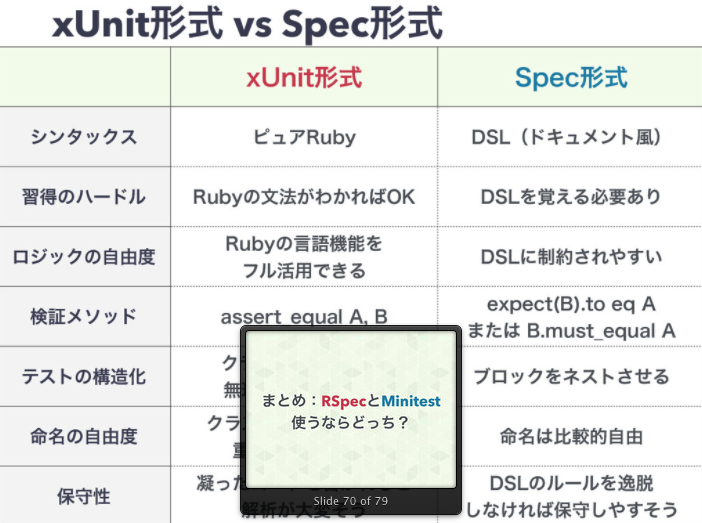 xUnit形式 vs Spec形式
xUnit形式 Spec形式
シンタックス ピュアRuby DSL（ドキュメント風）
習得のハードル Rubyの文法がわかればOK DSLを覚える必要あり
ロジックの自由度 Rubyの言語機能を
フル活用できる DSLに制約されやすい
検証メソッド assert_equal A, B expect(B).to eq A
または B.must_equal A
テストの構造化 ク
無 ブロックをネストさせる
命名の自由度 クラ
重 命名は比較的自由
保守性 凝った
解析が大変そう DSLのルールを逸脱
しなければ保守しやすそう
まとめ：RSpecとMinitest
使うならどっち？
Slide 70 of 79